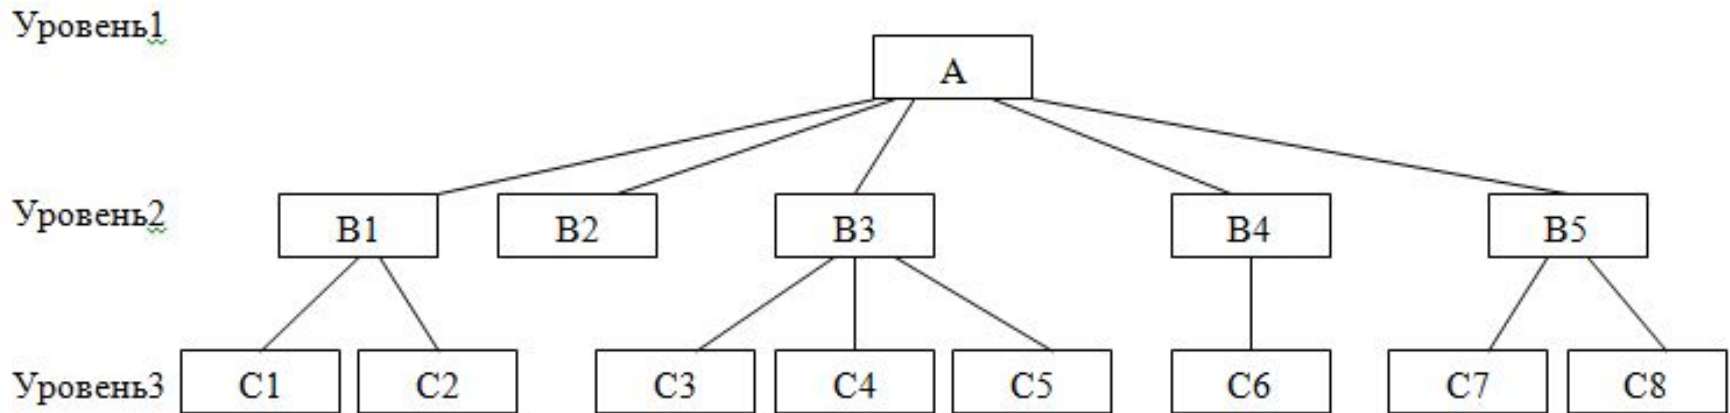 Уровень1
A
Уровень2
B1 B2 B3 B4 B5
Уровень3
C1 C2 C3 C4 C5 C6 C7 C8